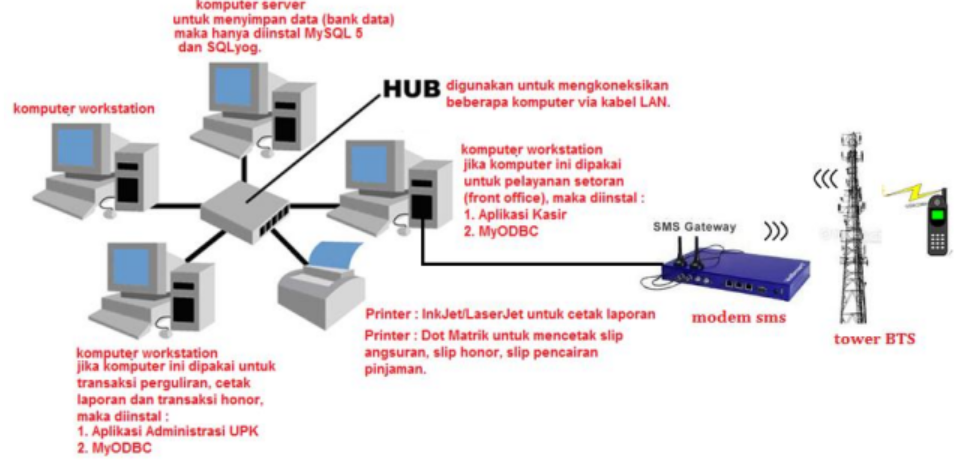 komputer server
untuk menyimpan data (bank data)
maka hanya diinstal MySQL 5
dan SQLyog.
HUB
digunakan untuk mengkoneksikan
beberapa komputer via kabel LAN.
komputer workstation
komputer workstation
jika komputer ini dipakai
untuk pelayanan setoran
(front office), maka diinstal :
1. Aplikasi Kasir
2. MyODBC
SMS Gateway
modem sms
tower BTS
Printer : InkJet/LaserJet untuk cetak laporan
Printer : Dot Matrik untuk mencetak slip
angsuran, slip honor, slip pencairan
pinjaman.
komputer workstation
jika komputer ini dipakai untuk
transaksi perguliran, cetak
laporan dan transaksi honor,
maka diinstal :
1. Aplikasi Administrasi UPK
2. MyODBC